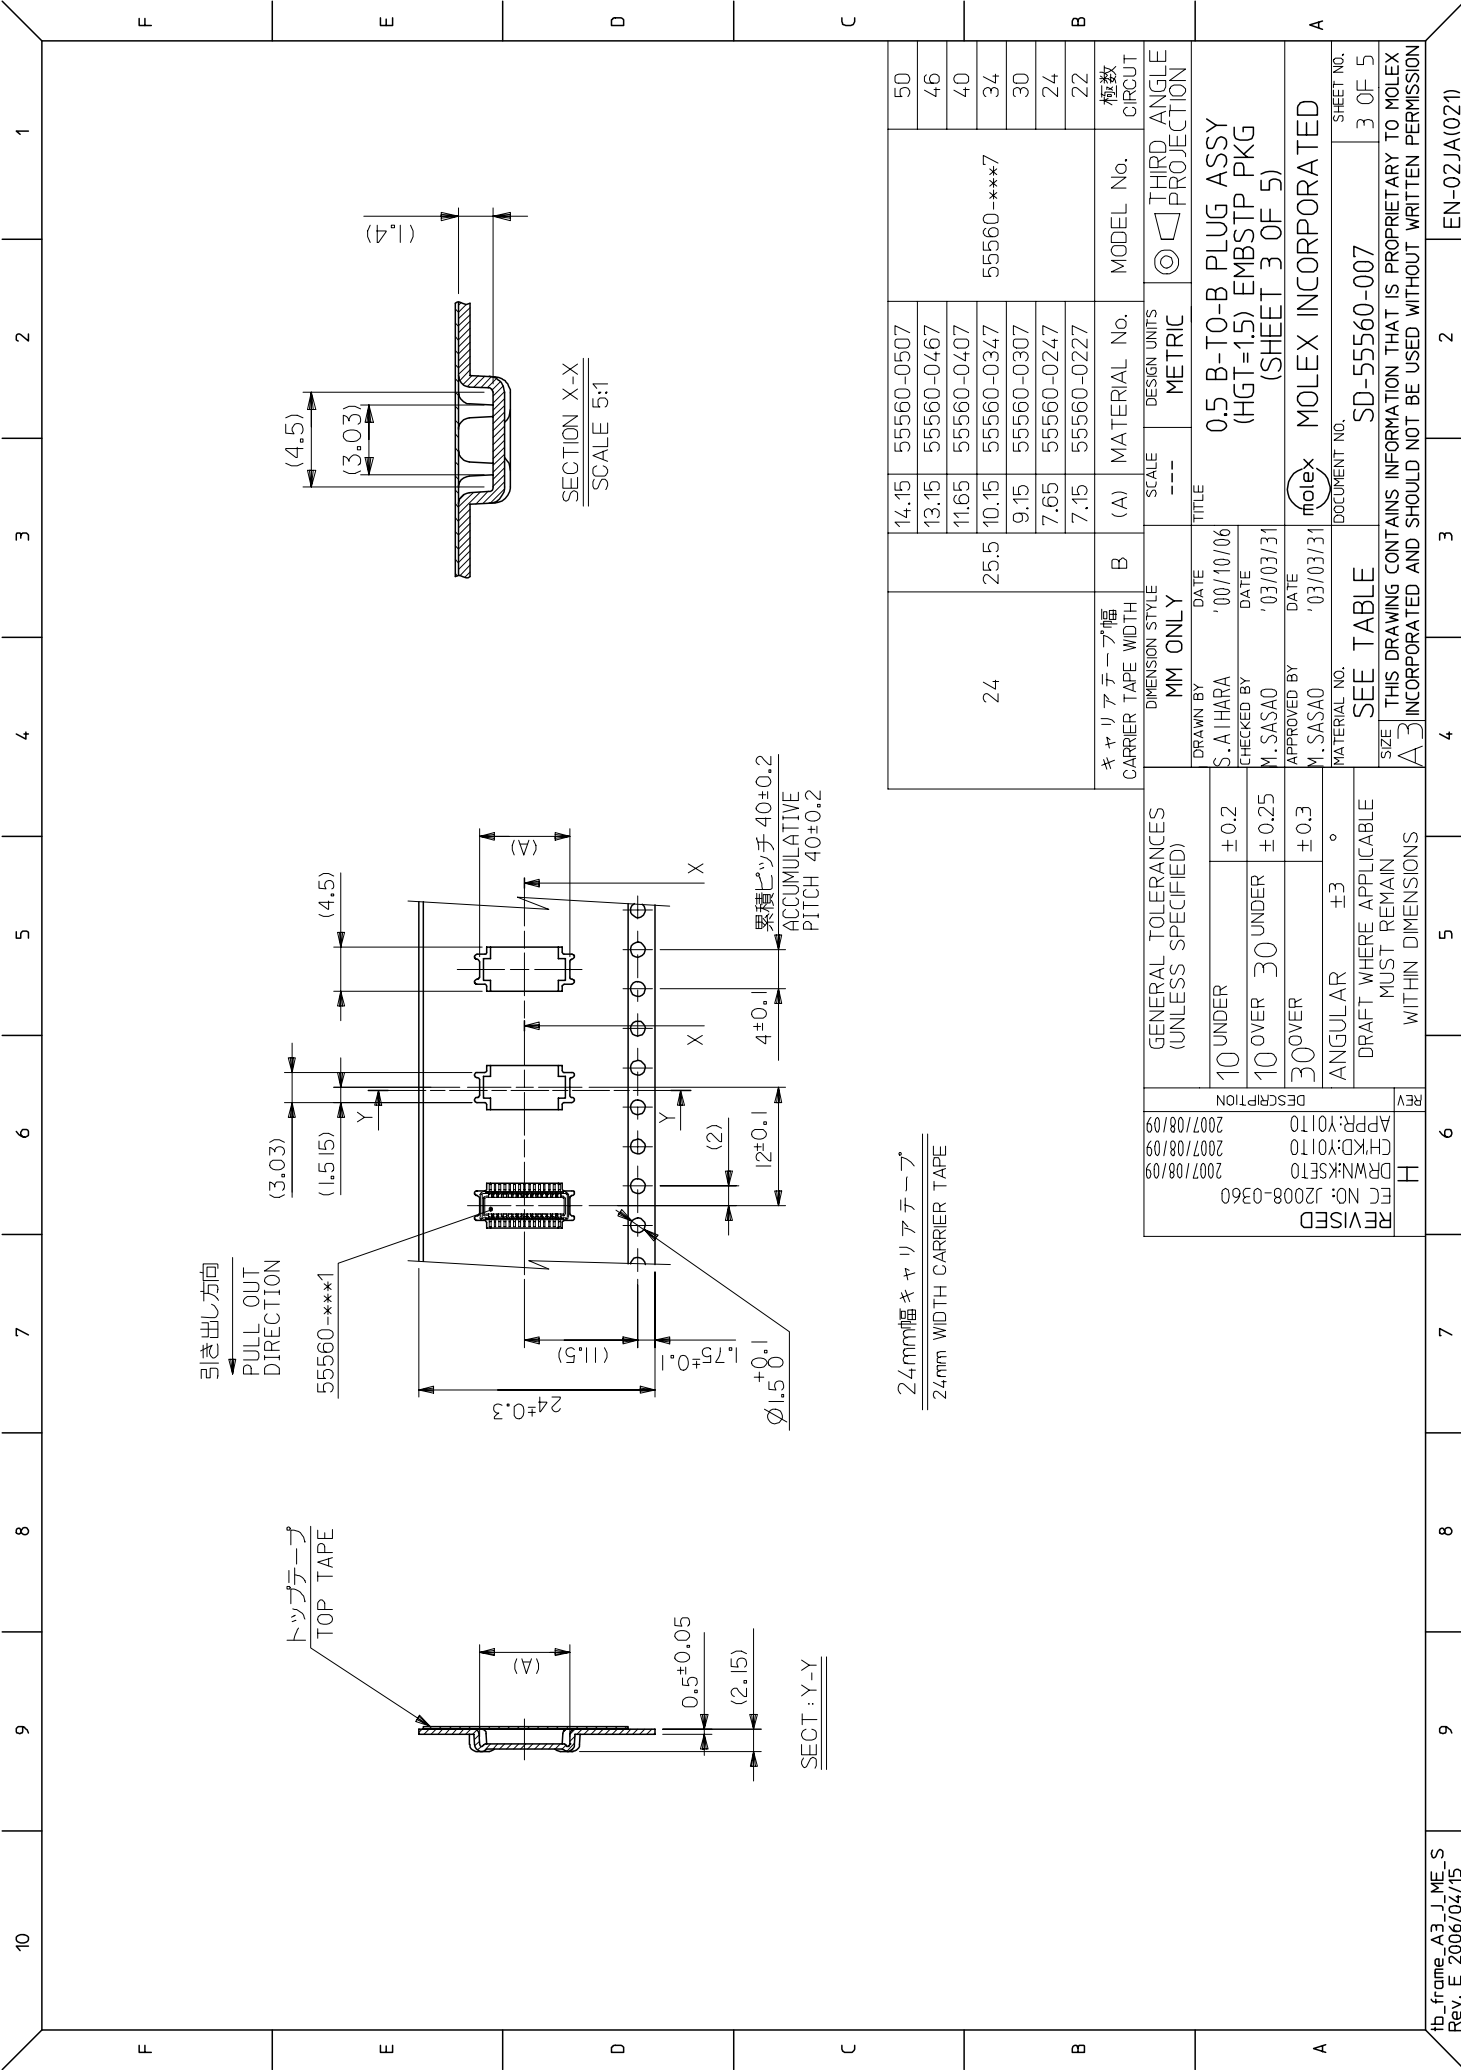 10 9 8 7 6 5 4 3 2 1
F
E
D
C
B
A
F
E
D
C
B
A
引き出し方向
PULL OUT
DIRECTION
55560-***1
トップテープ
TOP TAPE
(3.03)
(1.515)
(4.5)
(A)
Y
Y
X
X
24±0.3
(11.5)
1.75±0.1
Ø1.5 +0.1 0
(2)
12±0.1
4±0.1
累積ピッチ 40±0.2
ACCUMULATIVE
PITCH 40±0.2
(A)
0.5±0.05
(2.15)
SECT : Y-Y
24mm幅キャリアテープ
24mm WIDTH CARRIER TAPE
(4.5)
(3.03)
(1.4)
SECTION X-X
SCALE 5:1
24 25.5 55560-***7
14.15 55560-0507 50
13.15 55560-0467 46
11.65 55560-0407 40
10.15 55560-0347 34
9.15 55560-0307 30
7.65 55560-0247 24
7.15 55560-0227 22
キャリアテープ幅
CARRIER TAPE WIDTH
B (A) MATERIAL No. MODEL No.
極数
CIRCUT
REVISED
EC NO: J2008-0360
DRWN:KSETO 2007/08/09
CH'KD:YOITO 2007/08/09
APPR:YOITO 2007/08/09
DESCRIPTION
H
REV
GENERAL TOLERANCES
(UNLESS SPECIFIED)
10 UNDER ±0.2
10 OVER 30 UNDER ±0.25
30 OVER ±0.3
ANGULAR ±3 °
DRAFT WHERE APPLICABLE
MUST REMAIN
WITHIN DIMENSIONS
DIMENSION STYLE
MM ONLY
SCALE
----
DESIGN UNITS
METRIC
THIRD ANGLE
PROJECTION
DRAWN BY DATE
S.AIHARA '00/10/06
CHECKED BY DATE
M.SASAO '03/03/31
APPROVED BY DATE
M.SASAO '03/03/31
TITLE
0.5 B-TO-B PLUG ASSY
(HGT=1.5) EMBSTP PKG
(SHEET 3 OF 5)
molex
MOLEX INCORPORATED
MATERIAL NO.
SEE TABLE
DOCUMENT NO.
SD-55560-007
SHEET NO.
3 OF 5
SIZE
A3
THIS DRAWING CONTAINS INFORMATION THAT IS PROPRIETARY TO MOLEX
INCORPORATED AND SHOULD NOT BE USED WITHOUT WRITTEN PERMISSION
10 9 8 7 6 5 4 3 2 1
tb_frame_A3_J_ME_S
Rev. E 2006/04/15
EN-02JA(021)